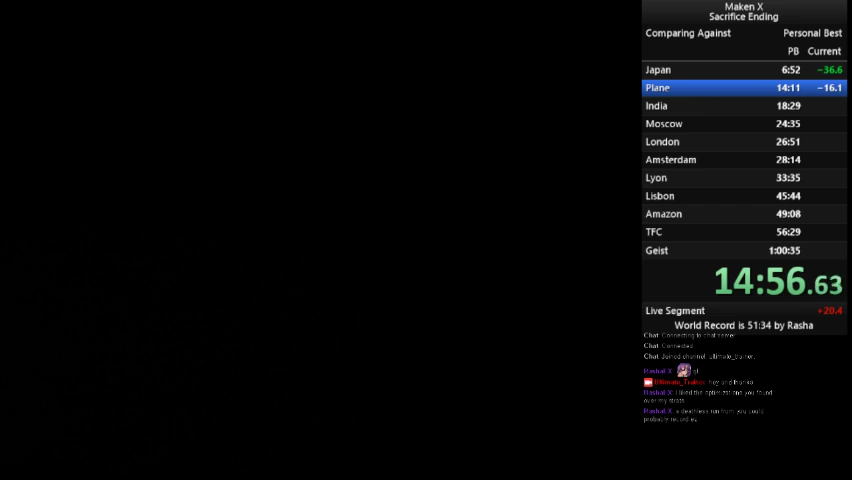 Maken X
Sacrifice Ending
Comparing Against Personal Best
PB Current
Japan 6:52 −36.6
Plane 14:11 −16.1
India 18:29
Moscow 24:35
London 26:51
Amsterdam 28:14
Lyon 33:35
Lisbon 45:44
Amazon 49:08
TFC 56:29
Geist 1:00:35
14:56.63
Live Segment +20.4
World Record is 51:34 by Rasha
Chat: Connecting to chat server
Chat: Connected.
Chat: Joined channel: ultimate_trainer.
gl
hey and thanks
I liked the optimizations you found
over my strats
a deathless run from you could
probably record ez